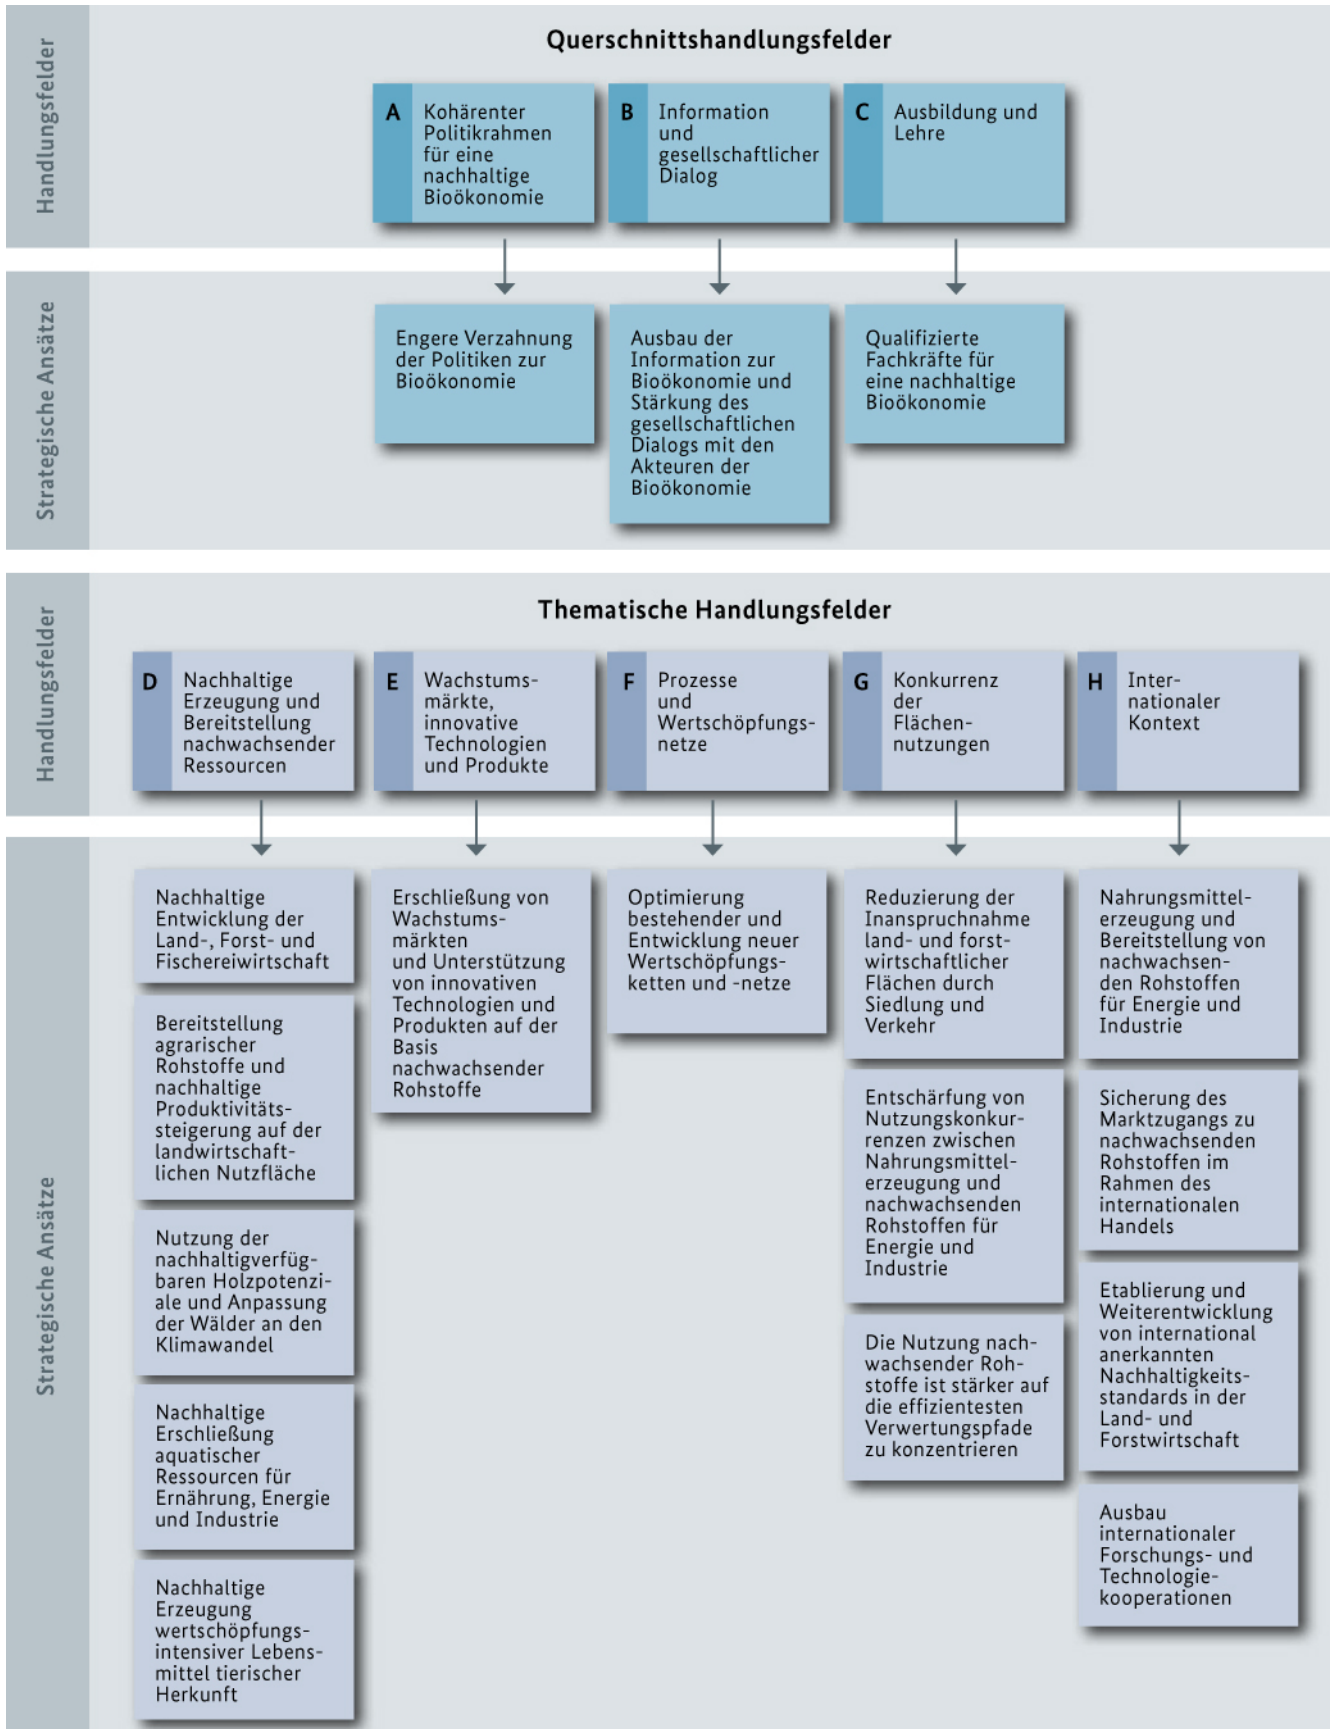 Handlungsfelder
Querschnittshandlungsfelder
A
Kohärenter
Politikrahmen
für eine
nachhaltige
Bioökonomie
B
Information
und
gesellschaftlicher
Dialog
C
Ausbildung und
Lehre
Strategische Ansätze
Engere Verzahnung
der Politiken zur
Bioökonomie
Ausbau der
Information zur
Bioökonomie und
Stärkung des
gesellschaftlichen
Dialogs mit den
Akteuren der
Bioökonomie
Qualifizierte
Fachkräfte für
eine nachhaltige
Bioökonomie
Handlungsfelder
Thematische Handlungsfelder
D
Nachhaltige
Erzeugung und
Bereitstellung
nachwachsender
Ressourcen
E
Wachstums-
märkte,
innovative
Technologien
und Produkte
F
Prozesse
und
Wertschöpfungs-
netze
G
Konkurrenz
der
Flächen-
nutzungen
H
Inter-
nationaler
Kontext
Strategische Ansätze
Nachhaltige
Entwicklung der
Land-, Forst- und
Fischereiwirtschaft
Bereitstellung
agrarischer
Rohstoffe und
nachhaltige
Produktivitäts-
steigerung auf der
landwirtschaft-
lichen Nutzfläche
Nutzung der
nachhaltigverfüg-
baren Holzpotenzi-
ale und Anpassung
der Wälder an den
Klimawandel
Nachhaltige
Erschließung
aquatischer
Ressourcen für
Ernährung, Energie
und Industrie
Nachhaltige
Erzeugung
wertschöpfungs-
intensiver Lebens-
mittel tierischer
Herkunft
Erschließung von
Wachstums-
märkten
und Unterstützung
von innovativen
Technologien und
Produkten auf der
Basis
nachwachsender
Rohstoffe
Optimierung
bestehender und
Entwicklung neuer
Wertschöpfungs-
ketten und -netze
Reduzierung der
Inanspruchnahme
land- und forst-
wirtschaftlicher
Flächen durch
Siedlung und
Verkehr
Entschärfung von
Nutzungskonkur-
renzen zwischen
Nahrungsmittel-
erzeugung und
nachwachsenden
Rohstoffen für
Energie und
Industrie
Die Nutzung nach-
wachsender Roh-
stoffe ist stärker auf
die effizientesten
Verwertungspfade
zu konzentrieren
Nahrungsmittel-
erzeugung und
Bereitstellung von
nachwachsen-
den Rohstoffen
für Energie und
Industrie
Sicherung des
Marktzugangs zu
nachwachsenden
Rohstoffen im
Rahmen des
internationalen
Handels
Etablierung und
Weiterentwicklung
von international
anerkannten
Nachhaltigkeits-
standards in der
Land- und
Forstwirtschaft
Ausbau
internationaler
Forschungs- und
Technologie-
kooperationen